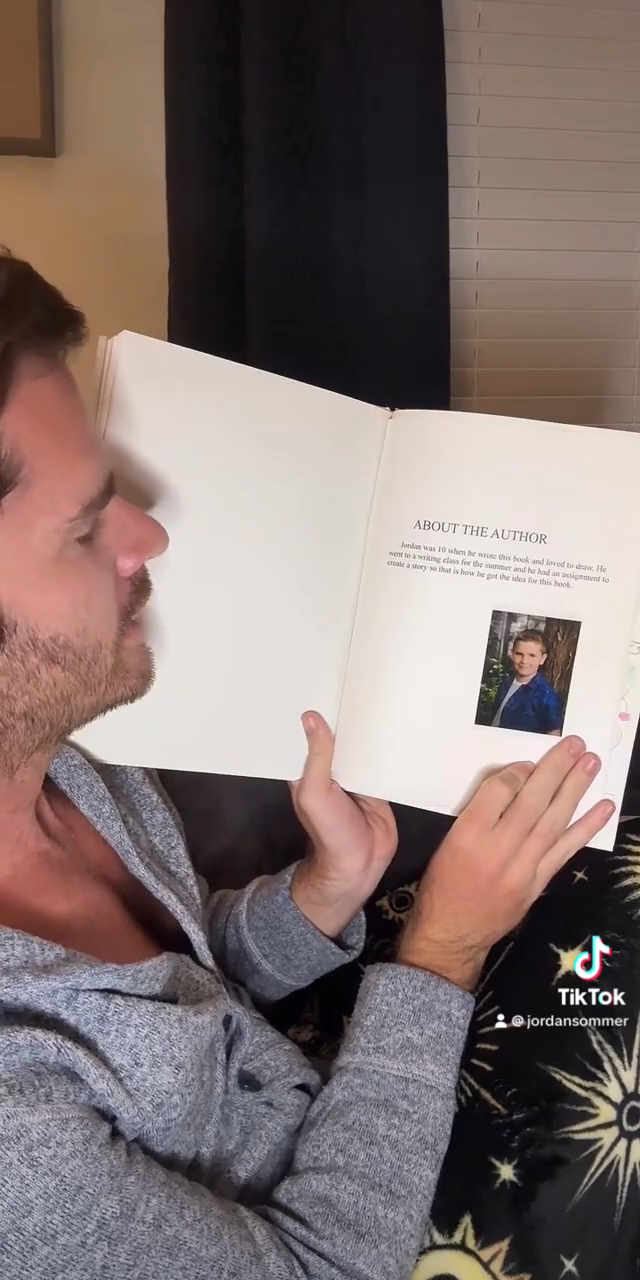 ABOUT THE AUTHOR
Jordan was 10 when he wrote this book and loved to draw. He
went to a writing class for the summer and he had an assignment to
create a story so that is how he got the idea for this book.
TikTok
@jordansommer